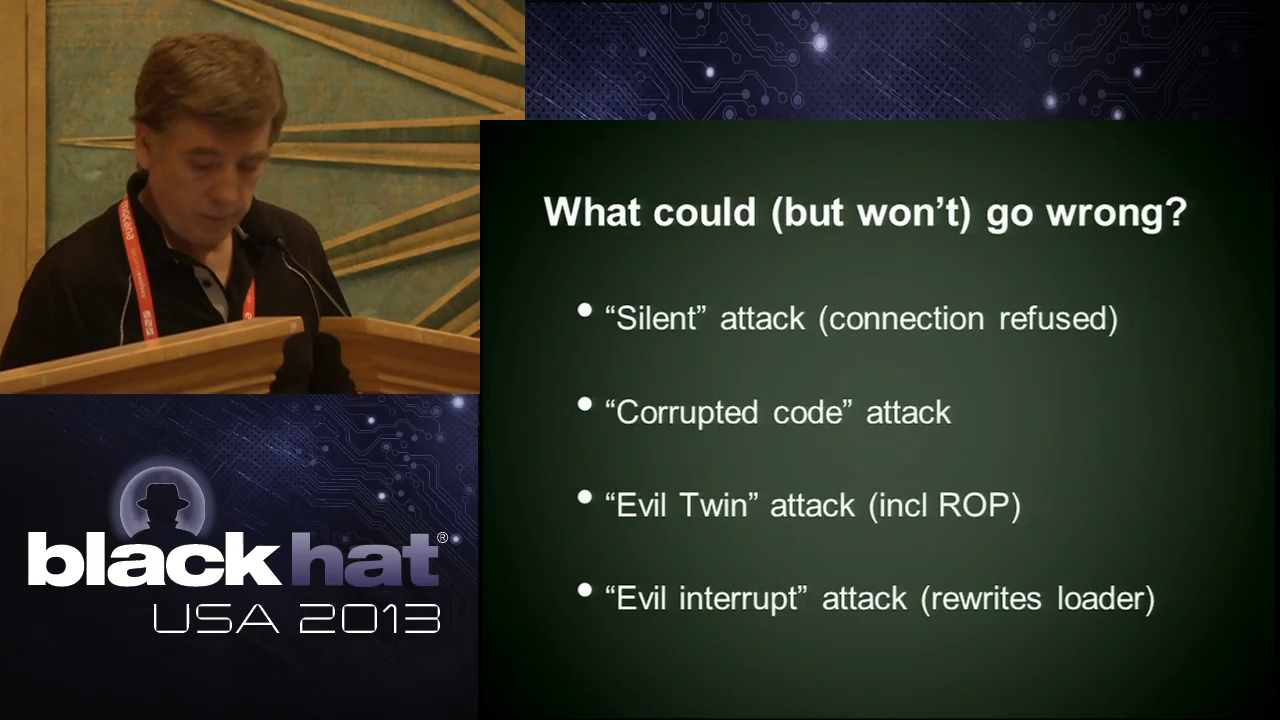 mocana
What could (but won’t) go wrong?
• “Silent” attack (connection refused)
• “Corrupted code” attack
• “Evil Twin” attack (incl ROP)
• “Evil interrupt” attack (rewrites loader)
black hat®
USA 2013